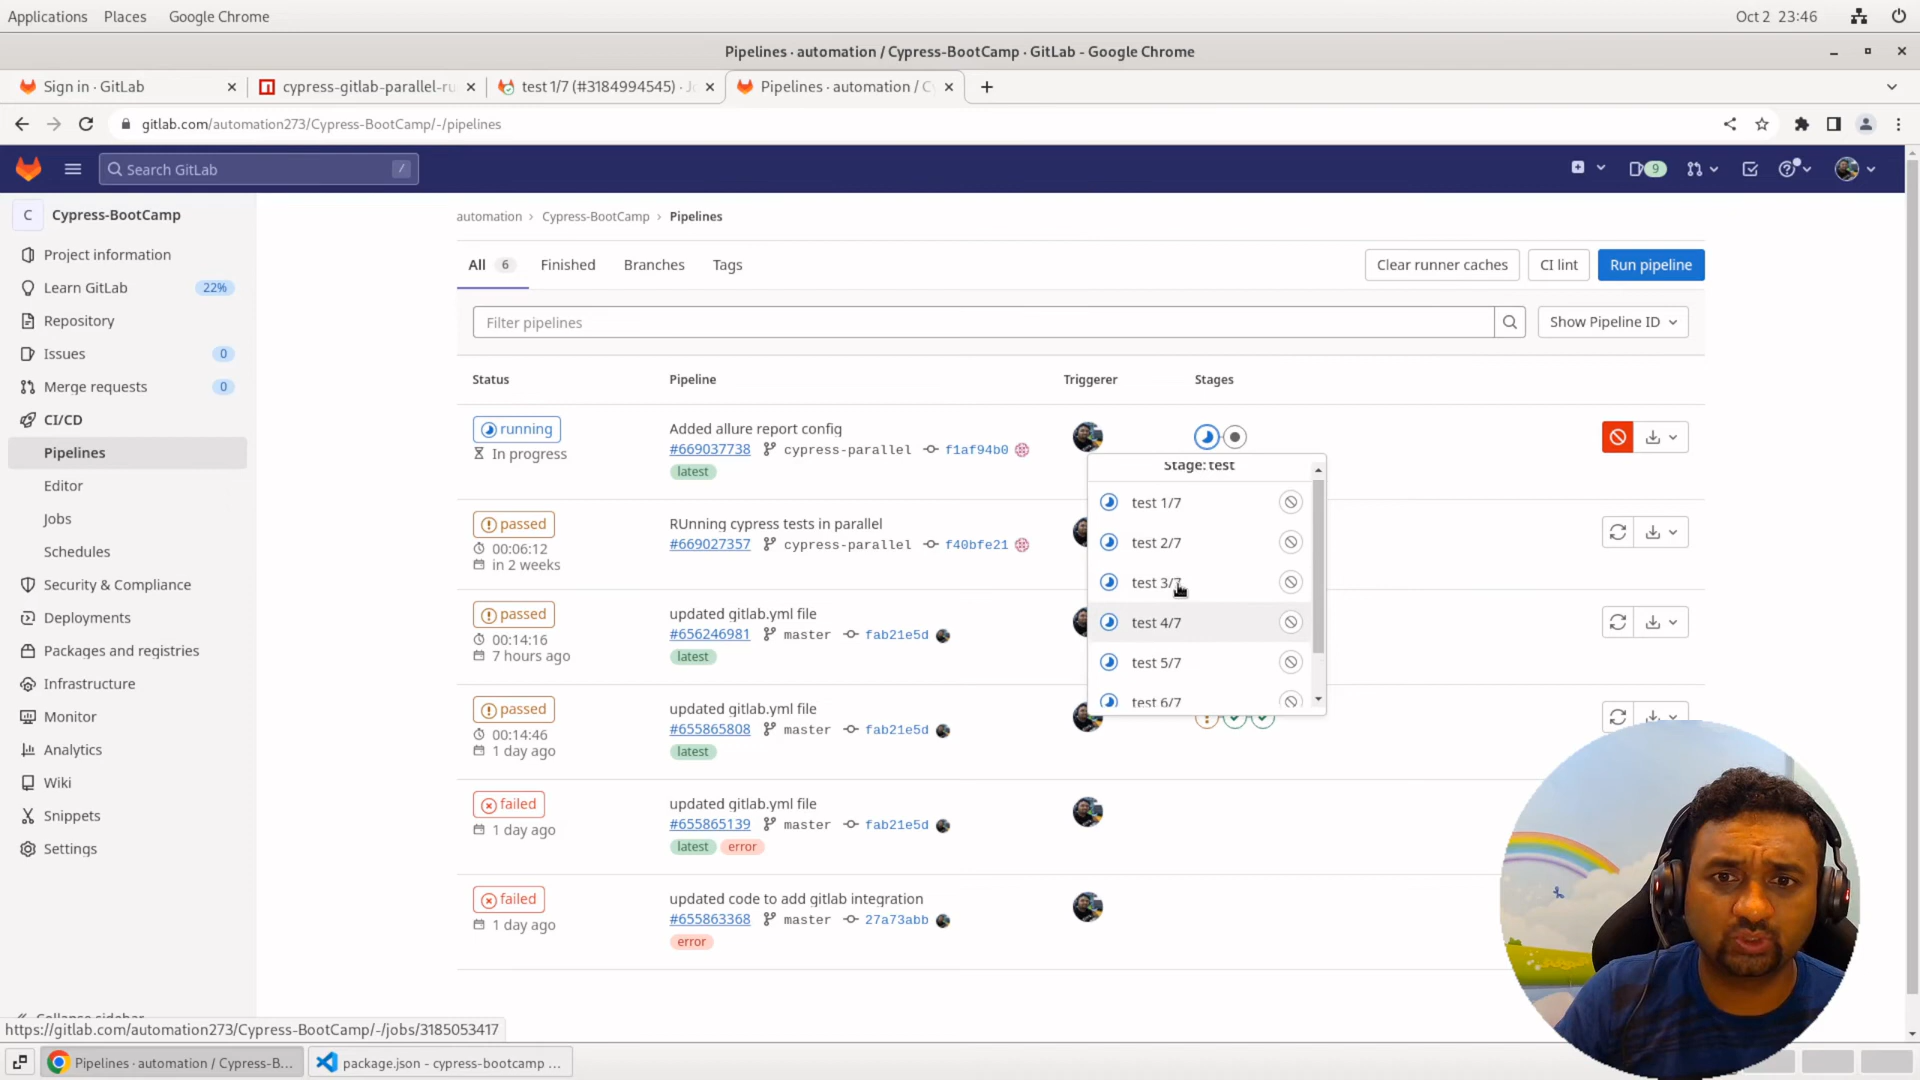 Applications Places Google Chrome Oct 2 23:46
Pipelines · automation / Cypress-BootCamp · GitLab - Google Chrome
Sign in · GitLab cypress-gitlab-parallel-ru test 1/7 (#3184994545) · Jo Pipelines · automation / Cy
gitlab.com/automation273/Cypress-BootCamp/-/pipelines
Search GitLab / 9
C Cypress-BootCamp
Project information
Learn GitLab 22%
Repository
Issues 0
Merge requests 0
CI/CD
Pipelines
Editor
Jobs
Schedules
Security & Compliance
Deployments
Packages and registries
Infrastructure
Monitor
Analytics
Wiki
Snippets
Settings
Collapse sidebar
automation › Cypress-BootCamp › Pipelines
All 6 Finished Branches Tags Clear runner caches CI lint Run pipeline
Filter pipelines Show Pipeline ID
Status Pipeline Triggerer Stages
running Added allure report config
In progress #669037738 cypress-parallel f1af94b0
latest
passed RUnning cypress tests in parallel
00:06:12 #669027357 cypress-parallel f40bfe21
in 2 weeks
passed updated gitlab.yml file
00:14:16 #656246981 master fab21e5d
7 hours ago latest
passed updated gitlab.yml file
00:14:46 #655865808 master fab21e5d
1 day ago latest
failed updated gitlab.yml file
1 day ago #655865139 master fab21e5d
latest error
failed updated code to add gitlab integration
1 day ago #655863368 master 27a73abb
error
Stage: test
test 1/7
test 2/7
test 3/7
test 4/7
test 5/7
test 6/7
https://gitlab.com/automation273/Cypress-BootCamp/-/jobs/3185053417
Pipelines - automation / Cypress-B... package.json - cypress-bootcamp ...